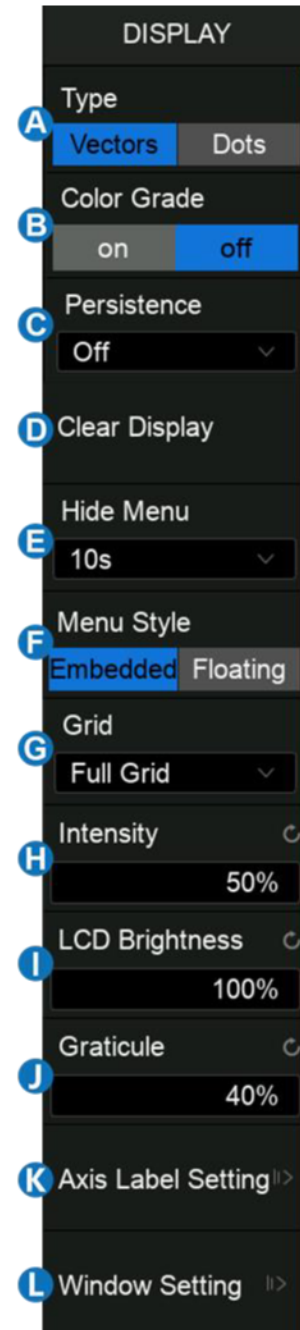 DISPLAY
Type
A
Vectors Dots
Color Grade
B
on off
Persistence
C
Off
D Clear Display
Hide Menu
E
10s
Menu Style
F
Embedded Floating
Grid
G
Full Grid
Intensity
H
50%
LCD Brightness
I
100%
Graticule
J
40%
K Axis Label Setting
L Window Setting